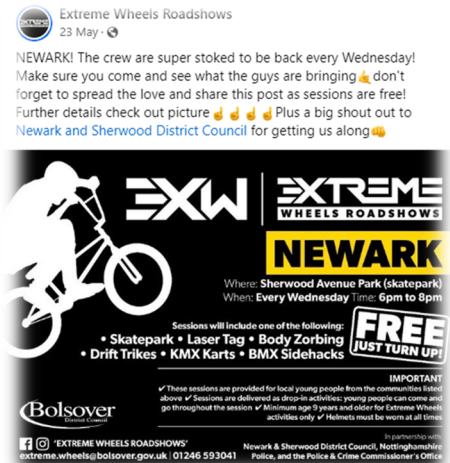 Extreme Wheels Roadshows
23 May ·
NEWARK! The crew are super stoked to be back every Wednesday!
Make sure you come and see what the guys are bringing🤙 don't
forget to spread the love and share this post as sessions are free!
Further details check out picture☝️☝️☝️☝️Plus a big shout out to
Newark and Sherwood District Council for getting us along👊
EXW EXTREME
WHEELS ROADSHOWS
NEWARK
Where: Sherwood Avenue Park (skatepark)
When: Every Wednesday Time: 6pm to 8pm
Sessions will include one of the following:
• Skatepark • Laser Tag • Body Zorbing
• Drift Trikes • KMX Karts • BMX Sidehacks
FREE
JUST TURN UP!
IMPORTANT
✔ These sessions are provided for local young people from the communities listed
above ✔ Sessions are delivered as drop-in activities: young people can come and
go throughout the session ✔ Minimum age 9 years and older for Extreme Wheels
activities only ✔ Helmets must be worn at all times
Bolsover
District Council
'EXTREME WHEELS ROADSHOWS'
extreme.wheels@bolsover.gov.uk | 01246 593041
In partnership with
Newark & Sherwood District Council, Nottinghamshire
Police, and the Police & Crime Commissioner's Office